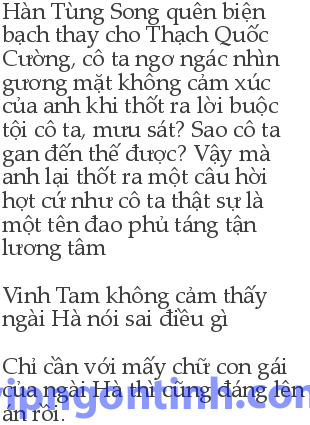 Hàn Tùng Song quên biện
bạch thay cho Thạch Quốc
Cường, cô ta ngơ ngác nhìn
gương mặt không cảm xúc
của anh khi thốt ra lời buộc
tội cô ta, mưu sát? Sao cô ta
gan đến thế được? Vậy mà
anh lại thốt ra một câu hời
hợt cứ như cô ta thật sự là
một tên đao phủ táng tận
lương tâm
Vinh Tam không cảm thấy
ngài Hà nói sai điều gì
Chỉ cần với mấy chữ con gái
của ngài Hà thì cũng đáng lên
án rồi.
ipngontinh.com